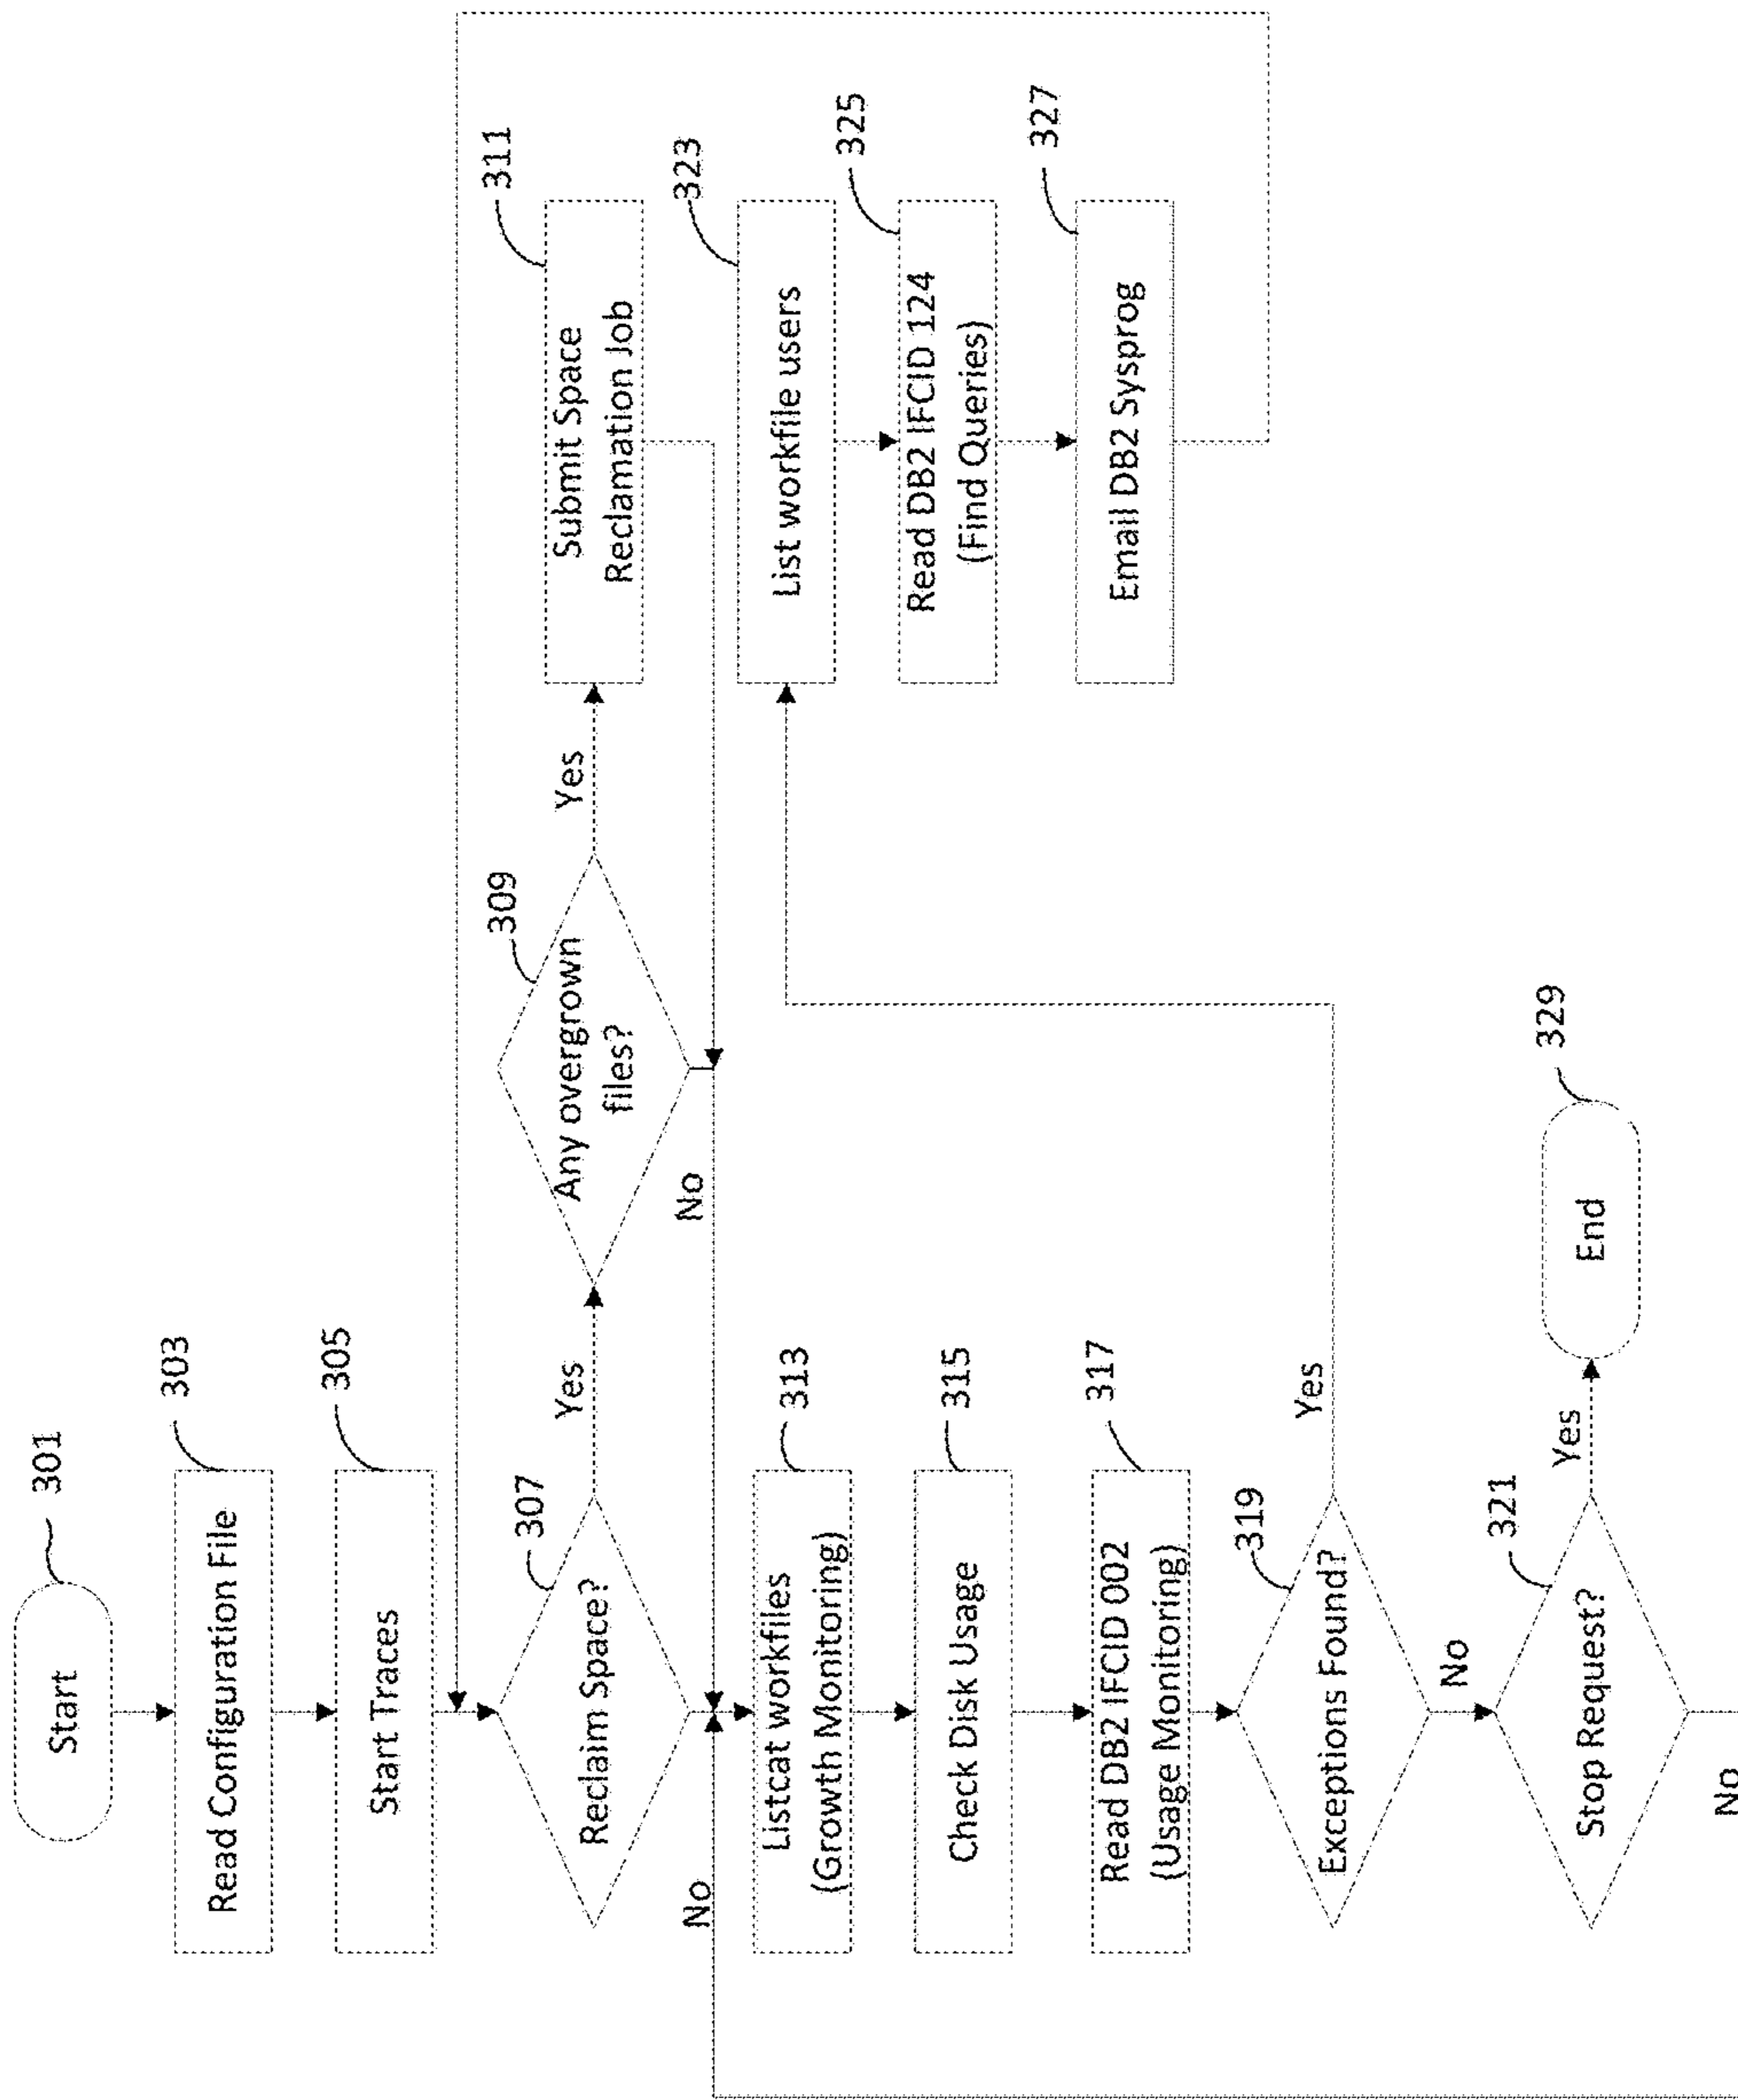 Start
301
Read Configuration File
303
Start Traces
305
Reclaim Space?
307
Yes
No
Any overgrown
files?
309
Yes
No
Submit Space
Reclamation Job
311
Listcat workfiles
(Growth Monitoring)
313
Check Disk Usage
315
Read DB2 IFCID 002
(Usage Monitoring)
317
Exceptions Found?
319
Yes
No
List workfile users
323
Read DB2 IFCID 124
(Find Queries)
325
Email DB2 Sysprog
327
Stop Request?
321
Yes
No
End
329